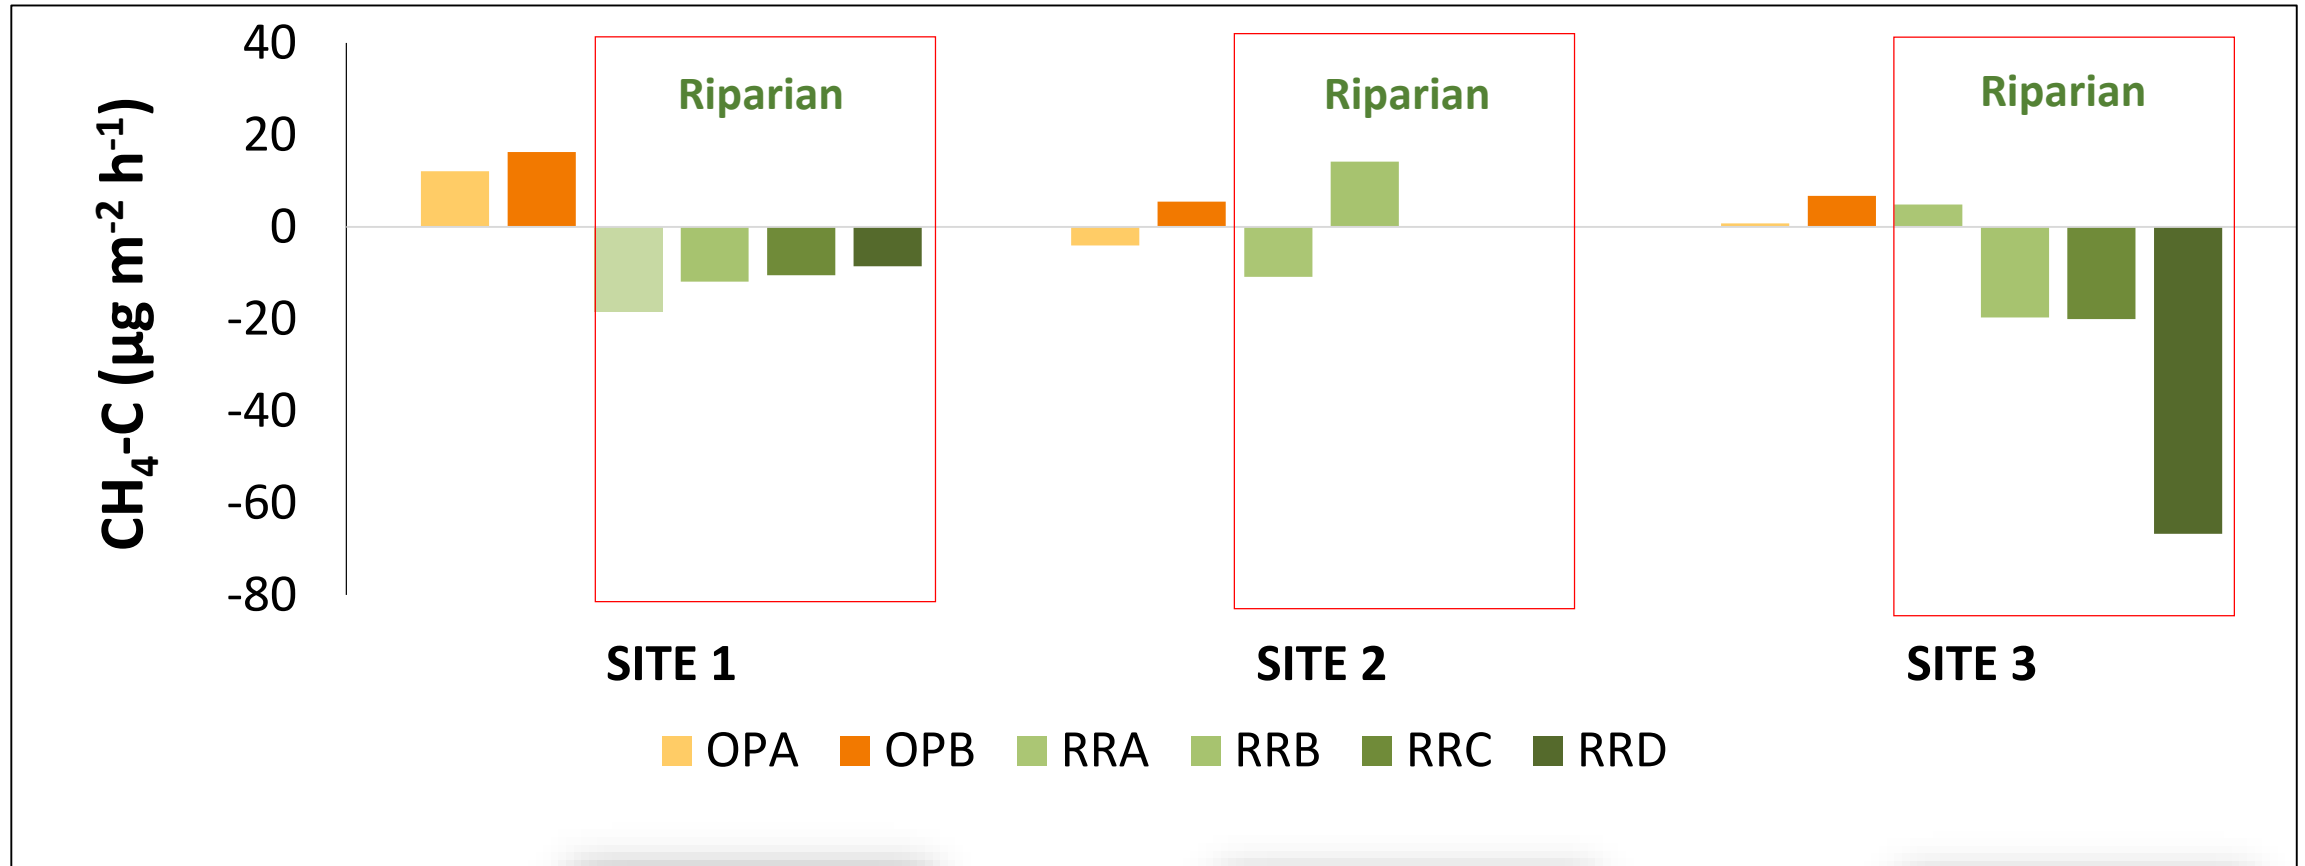 CH₄-C (µg m⁻² h⁻¹)
40
20
0
-20
-40
-60
-80
Riparian
Riparian
Riparian
SITE 1
SITE 2
SITE 3
OPA OPB RRA RRB RRC RRD